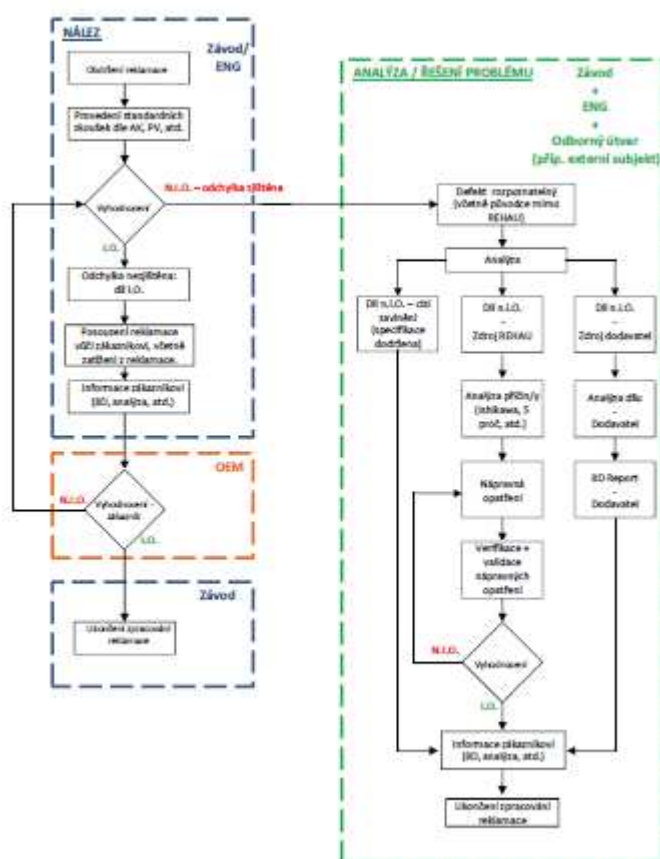 NÁLEZ
Závod/
ENG
Obdržení reklamace
Provedení standardních
zkoušek dle AK, PV, atd.
N.I.O. – odchylka zjištěna
Vyhodnocení
I.O.
Odchylka nezjištěna:
díl I.O.
Posouzení reklamace
vůči zákazníkovi, včetně
zatížení z reklamace.
Informace zákazníkovi
(8D, analýza, atd.)
OEM
N.I.O.
Vyhodnocení -
zákazník
I.O.
Závod
Ukončení zpracování
reklamace
ANALÝZA / ŘEŠENÍ PROBLÉMU
Závod
+
ENG
+
Odborný útvar
(příp. externí subjekt)
Defekt rozpoznatelný
(včetně původce mimo
REHAU)
Analýza
Díl n.I.O. – cizí
zavinění
(specifikace
dodržena)
Díl n.I.O.
-
Zdroj REHAU
Díl n.I.O.
-
Zdroj dodavatel
Analýza příčin/y
(Ishikawa, 5
proč, atd.)
Analýza dílu
-
Dodavatel
Nápravná
opatření
8D Report
-
Dodavatel
Verifikace +
validace
nápravných
opatření
N.I.O.
Vyhodnocení
I.O.
Informace zákazníkovi
(8D, analýza, atd.)
Ukončení zpracování
reklamace